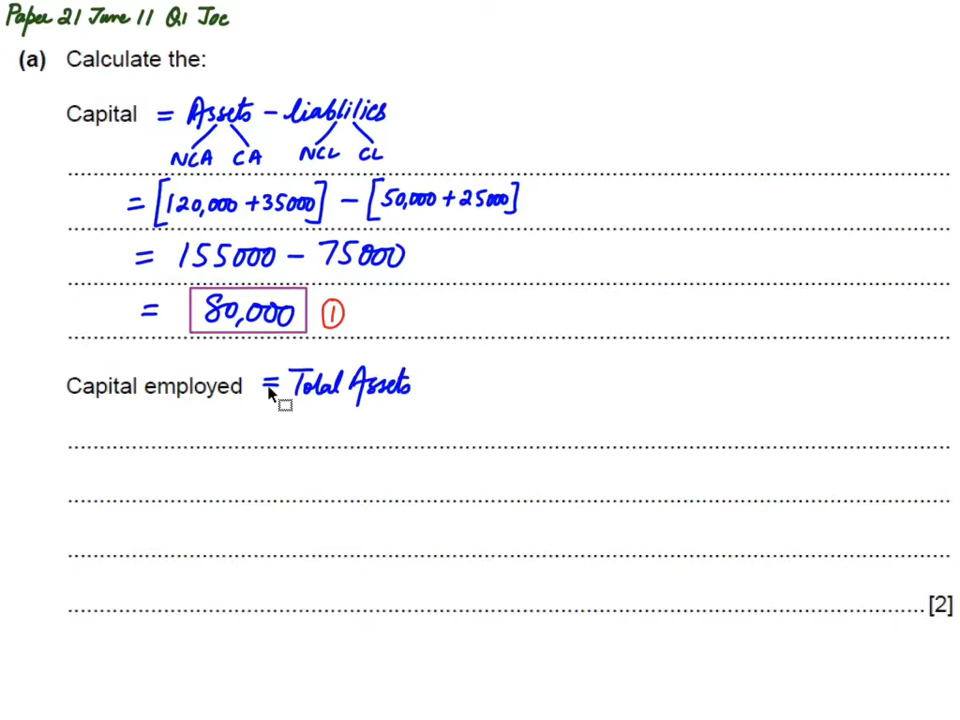 Paper 21 June 11 Q.1 Joe
(a) Calculate the:
Capital = Assets - liablilies
NCA CA NCL CL
= [120,000 + 35000] - [50,000 + 25000]
= 155000 - 75000
= 80,000 1
Capital employed = Total Assets
[2]